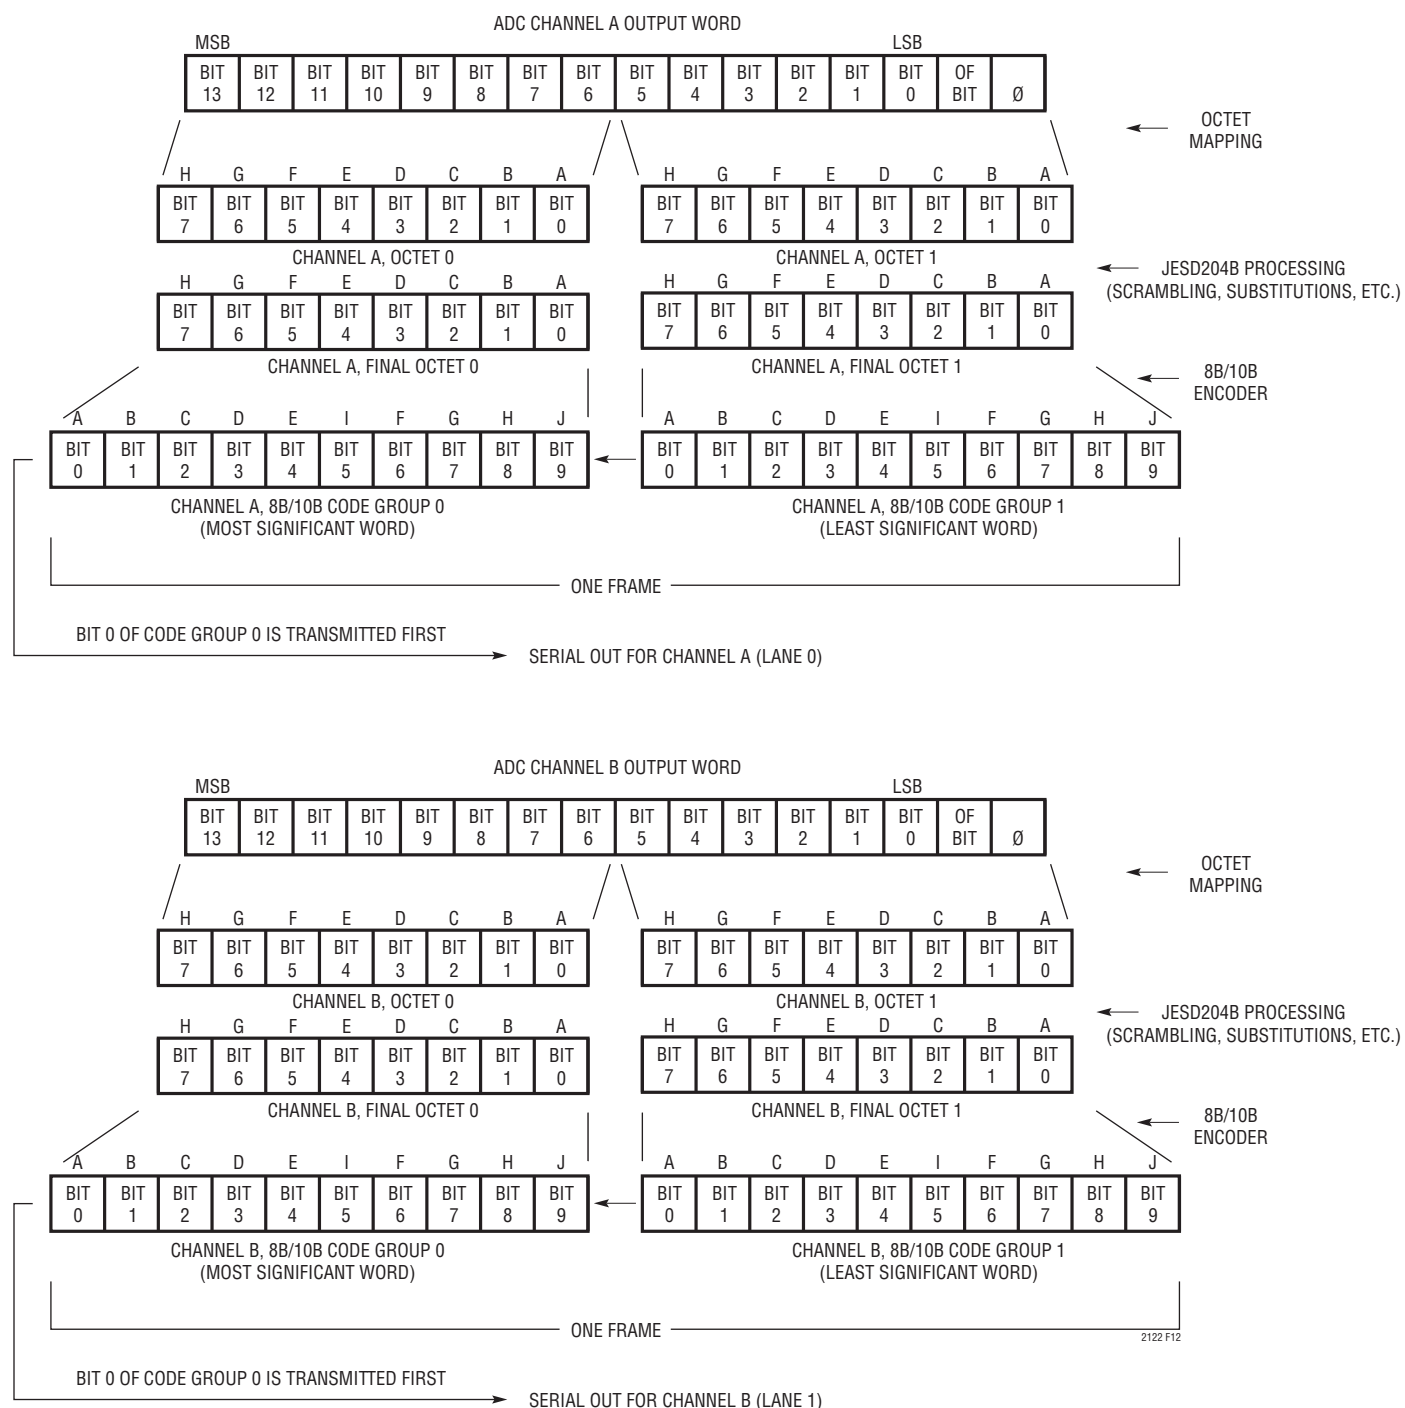 ADC CHANNEL A OUTPUT WORD
MSB LSB
BIT 13 BIT 12 BIT 11 BIT 10 BIT 9 BIT 8 BIT 7 BIT 6 BIT 5 BIT 4 BIT 3 BIT 2 BIT 1 BIT 0 OF BIT Ø
OCTET
MAPPING
H G F E D C B A H G F E D C B A
BIT 7 BIT 6 BIT 5 BIT 4 BIT 3 BIT 2 BIT 1 BIT 0 BIT 7 BIT 6 BIT 5 BIT 4 BIT 3 BIT 2 BIT 1 BIT 0
CHANNEL A, OCTET 0 CHANNEL A, OCTET 1
JESD204B PROCESSING
(SCRAMBLING, SUBSTITUTIONS, ETC.)
H G F E D C B A H G F E D C B A
BIT 7 BIT 6 BIT 5 BIT 4 BIT 3 BIT 2 BIT 1 BIT 0 BIT 7 BIT 6 BIT 5 BIT 4 BIT 3 BIT 2 BIT 1 BIT 0
CHANNEL A, FINAL OCTET 0 CHANNEL A, FINAL OCTET 1
8B/10B
ENCODER
A B C D E I F G H J A B C D E I F G H J
BIT 0 BIT 1 BIT 2 BIT 3 BIT 4 BIT 5 BIT 6 BIT 7 BIT 8 BIT 9 BIT 0 BIT 1 BIT 2 BIT 3 BIT 4 BIT 5 BIT 6 BIT 7 BIT 8 BIT 9
CHANNEL A, 8B/10B CODE GROUP 0 CHANNEL A, 8B/10B CODE GROUP 1
(MOST SIGNIFICANT WORD) (LEAST SIGNIFICANT WORD)
ONE FRAME
BIT 0 OF CODE GROUP 0 IS TRANSMITTED FIRST
SERIAL OUT FOR CHANNEL A (LANE 0)
ADC CHANNEL B OUTPUT WORD
MSB LSB
BIT 13 BIT 12 BIT 11 BIT 10 BIT 9 BIT 8 BIT 7 BIT 6 BIT 5 BIT 4 BIT 3 BIT 2 BIT 1 BIT 0 OF BIT Ø
OCTET
MAPPING
H G F E D C B A H G F E D C B A
BIT 7 BIT 6 BIT 5 BIT 4 BIT 3 BIT 2 BIT 1 BIT 0 BIT 7 BIT 6 BIT 5 BIT 4 BIT 3 BIT 2 BIT 1 BIT 0
CHANNEL B, OCTET 0 CHANNEL B, OCTET 1
JESD204B PROCESSING
(SCRAMBLING, SUBSTITUTIONS, ETC.)
H G F E D C B A H G F E D C B A
BIT 7 BIT 6 BIT 5 BIT 4 BIT 3 BIT 2 BIT 1 BIT 0 BIT 7 BIT 6 BIT 5 BIT 4 BIT 3 BIT 2 BIT 1 BIT 0
CHANNEL B, FINAL OCTET 0 CHANNEL B, FINAL OCTET 1
8B/10B
ENCODER
A B C D E I F G H J A B C D E I F G H J
BIT 0 BIT 1 BIT 2 BIT 3 BIT 4 BIT 5 BIT 6 BIT 7 BIT 8 BIT 9 BIT 0 BIT 1 BIT 2 BIT 3 BIT 4 BIT 5 BIT 6 BIT 7 BIT 8 BIT 9
CHANNEL B, 8B/10B CODE GROUP 0 CHANNEL B, 8B/10B CODE GROUP 1
(MOST SIGNIFICANT WORD) (LEAST SIGNIFICANT WORD)
ONE FRAME
2122 F12
BIT 0 OF CODE GROUP 0 IS TRANSMITTED FIRST
SERIAL OUT FOR CHANNEL B (LANE 1)